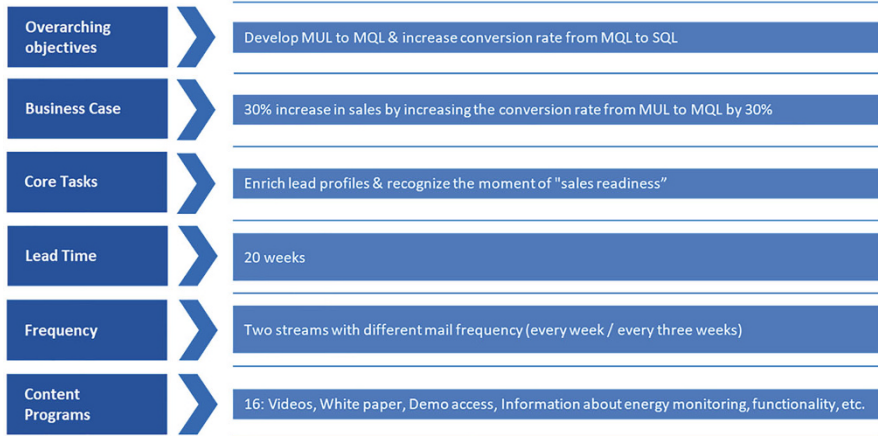 Overarching
objectives
Develop MUL to MQL & increase conversion rate from MQL to SQL
Business Case
30% increase in sales by increasing the conversion rate from MUL to MQL by 30%
Core Tasks
Enrich lead profiles & recognize the moment of "sales readiness”
Lead Time
20 weeks
Frequency
Two streams with different mail frequency (every week / every three weeks)
Content
Programs
16: Videos, White paper, Demo access, Information about energy monitoring, functionality, etc.